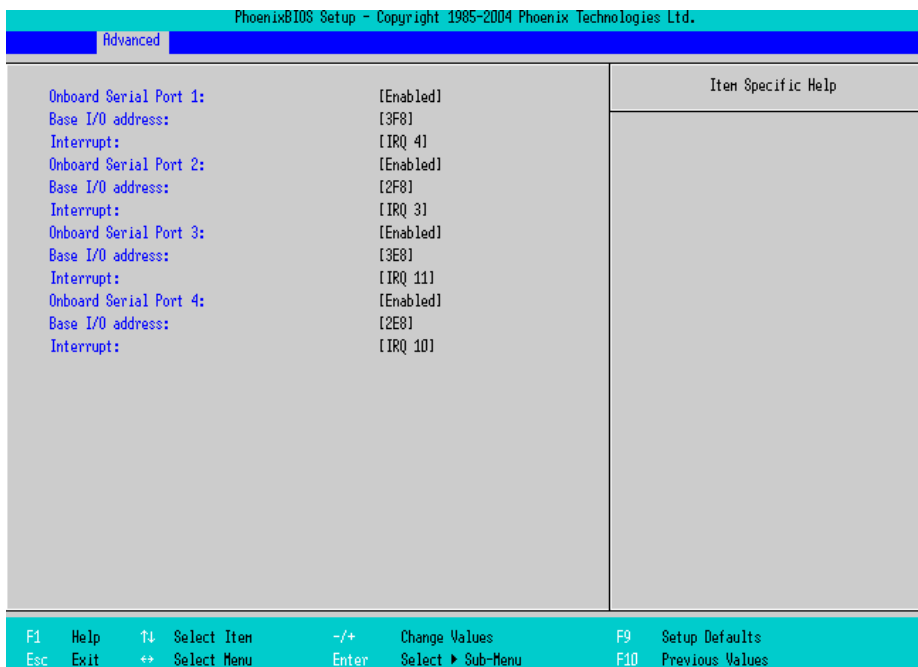 PhoenixBIOS Setup - Copyright 1985-2004 Phoenix Technologies Ltd.
Advanced
Item Specific Help
Onboard Serial Port 1: [Enabled]
Base I/O address: [3F8]
Interrupt: [IRQ 4]
Onboard Serial Port 2: [Enabled]
Base I/O address: [2F8]
Interrupt: [IRQ 3]
Onboard Serial Port 3: [Enabled]
Base I/O address: [3E8]
Interrupt: [IRQ 11]
Onboard Serial Port 4: [Enabled]
Base I/O address: [2E8]
Interrupt: [IRQ 10]
F1 Help ↑↓ Select Item -/+ Change Values F9 Setup Defaults
Esc Exit ↔ Select Menu Enter Select ▶ Sub-Menu F10 Previous Values